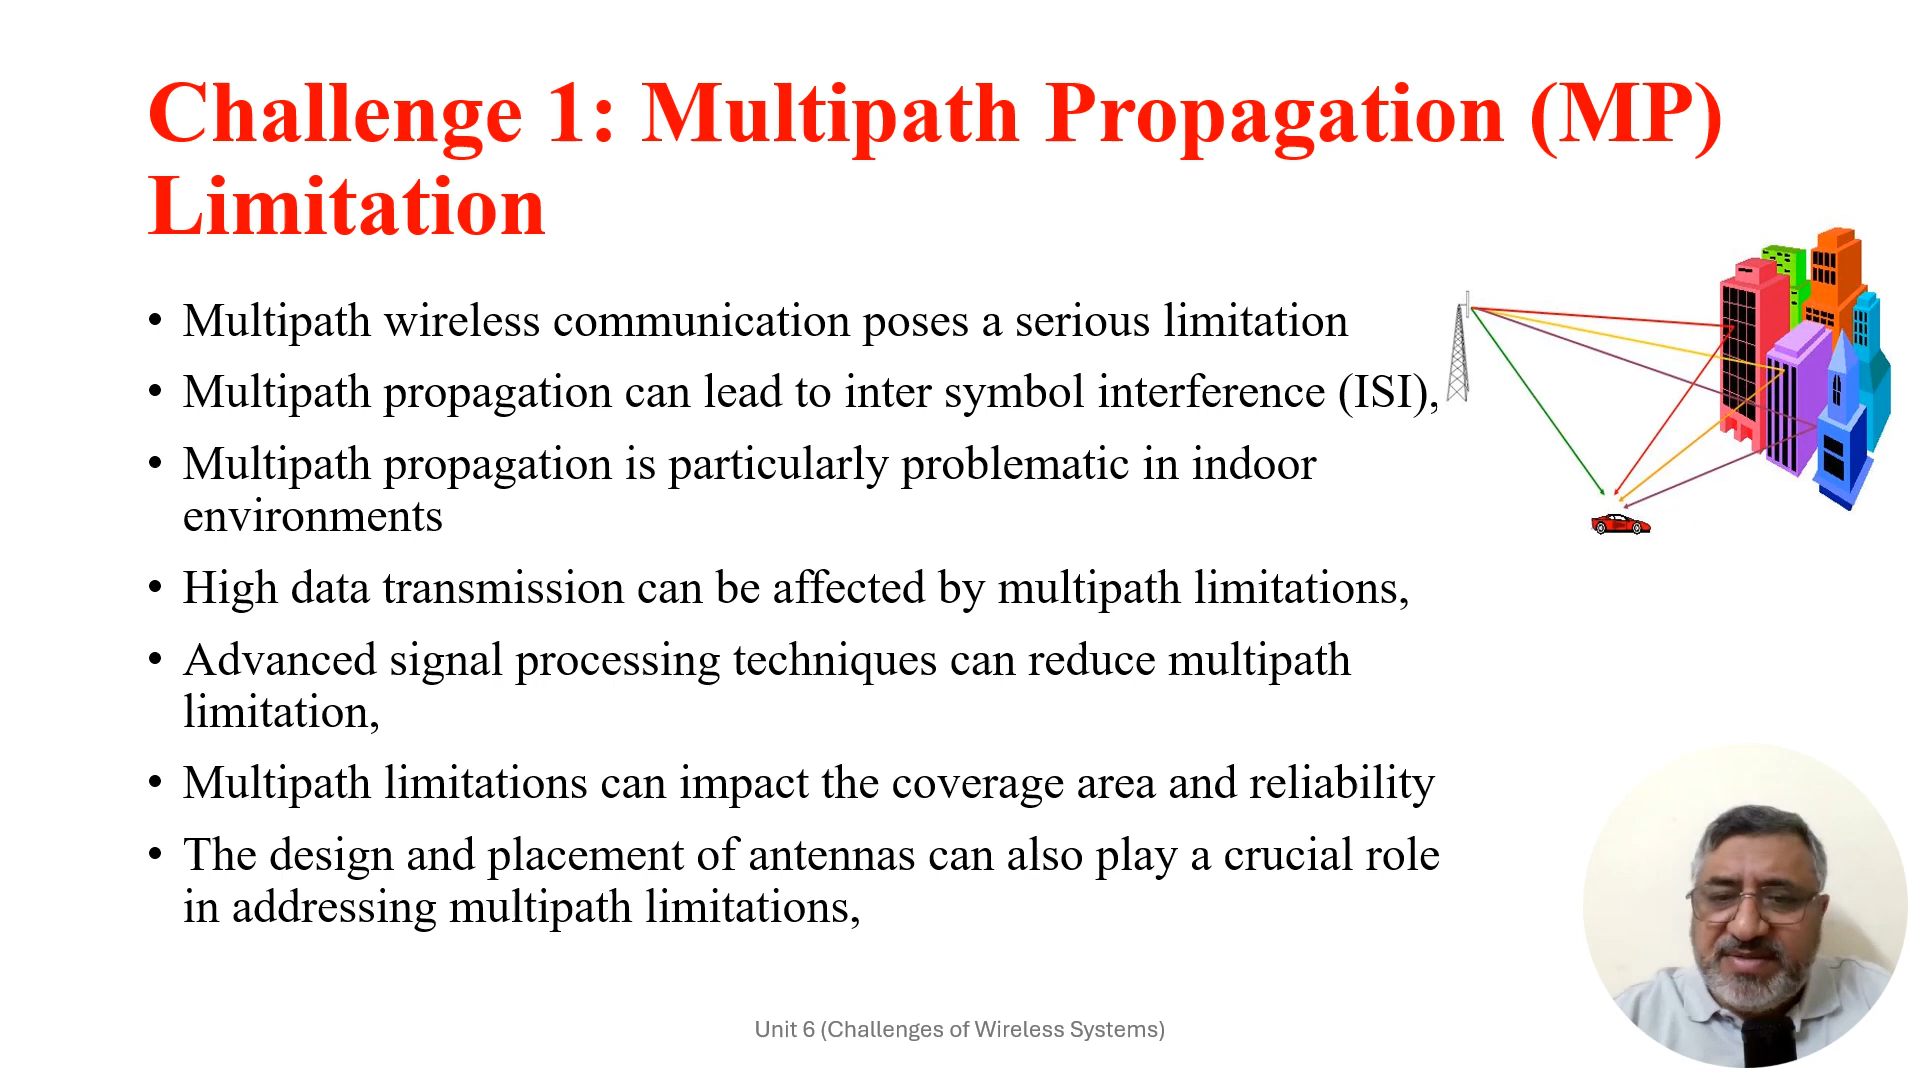 Challenge 1: Multipath Propagation (MP)
Limitation
• Multipath wireless communication poses a serious limitation
• Multipath propagation can lead to inter symbol interference (ISI),
• Multipath propagation is particularly problematic in indoor
environments
• High data transmission can be affected by multipath limitations,
• Advanced signal processing techniques can reduce multipath
limitation,
• Multipath limitations can impact the coverage area and reliability
• The design and placement of antennas can also play a crucial role
in addressing multipath limitations,
Unit 6 (Challenges of Wireless Systems)